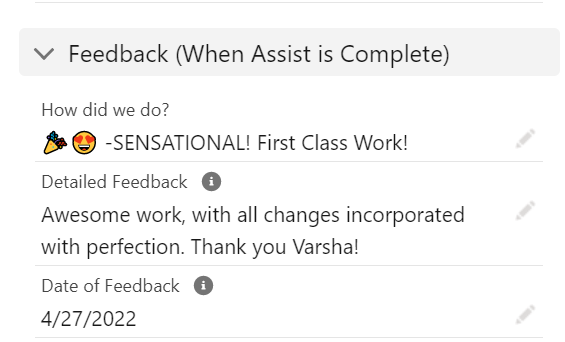 Feedback (When Assist is Complete)
How did we do?
🎉😍 -SENSATIONAL! First Class Work!
Detailed Feedback
Awesome work, with all changes incorporated
with perfection. Thank you Varsha!
Date of Feedback
4/27/2022